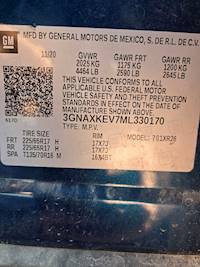 GM
MFD BY GENERAL MOTORS DE MEXICO, S. DE R.L. DE C.V.
11/20 GVWR GAWR FRT GAWR RR
2025 KG 1175 KG 1200 KG
4464 LB 2590 LB 2645 LB
THIS VEHICLE CONFORMS TO ALL
APPLICABLE U.S. FEDERAL MOTOR
VEHICLE SAFETY AND THEFT PREVENTION
STANDARDS IN EFFECT ON THE DATE OF
MANUFACTURE SHOWN ABOVE.
3GNAXKEV7ML330170
TYPE: M.P.V.
TIRE SIZE RIM MODEL:
FRT 225/65R17 H 17X7J
RR 225/65R17 H 17X7J
SPA T135/70R16 M 16X4BT